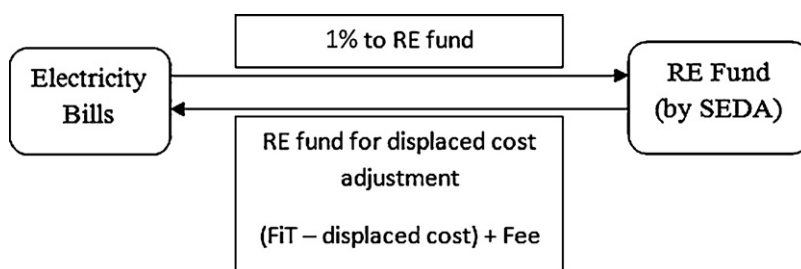 1% to RE fund
Electricity
Bills
RE Fund
(by SEDA)
RE fund for displaced cost
adjustment
(FiT – displaced cost) + Fee